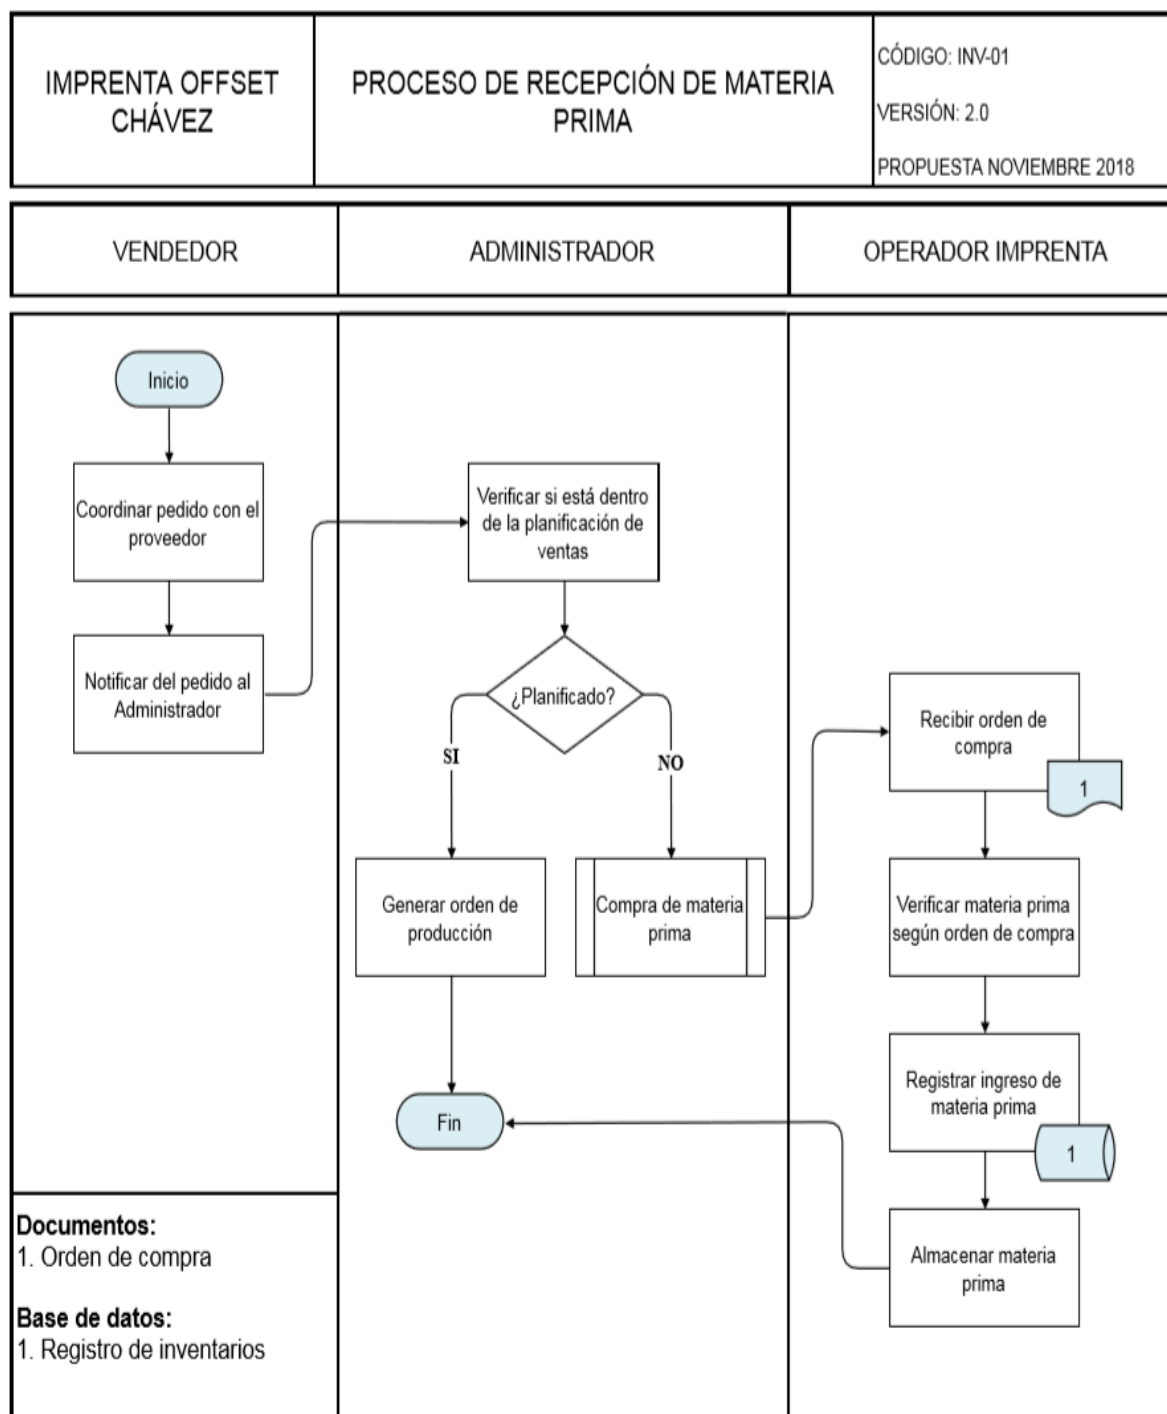 IMPRENTA OFFSET
CHÁVEZ
PROCESO DE RECEPCIÓN DE MATERIA
PRIMA
CÓDIGO: INV-01
VERSIÓN: 2.0
PROPUESTA NOVIEMBRE 2018
VENDEDOR
ADMINISTRADOR
OPERADOR IMPRENTA
Inicio
Coordinar pedido con el
proveedor
Notificar del pedido al
Administrador
Verificar si está dentro
de la planificación de
ventas
¿Planificado?
SI
NO
Generar orden de
producción
Compra de materia
prima
Fin
Recibir orden de
compra
1
Verificar materia prima
según orden de compra
Registrar ingreso de
materia prima
1
Almacenar materia
prima
Documentos:
1. Orden de compra
Base de datos:
1. Registro de inventarios